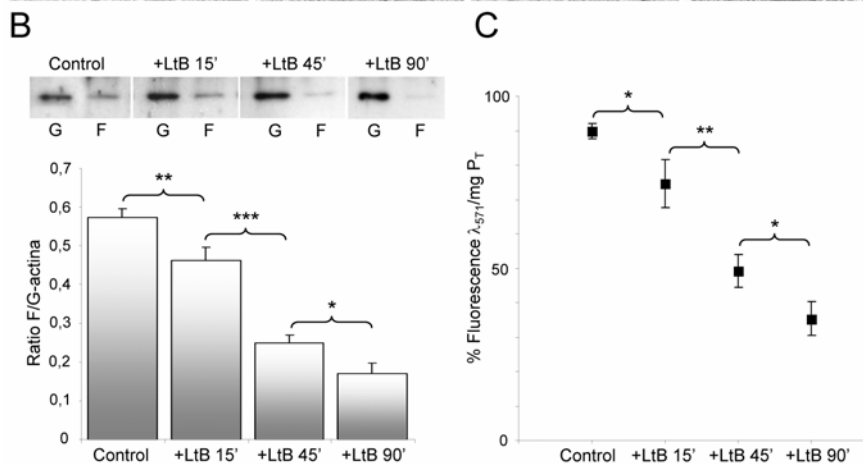 B
Control +LtB 15’ +LtB 45’ +LtB 90’
G F G F G F G F
0,7
0,6
0,5
0,4
0,3
0,2
0,1
0
Ratio F/G-actina
**
***
*
Control +LtB 15’ +LtB 45’ +LtB 90’
C
100
50
0
% Fluorescence λ571/mg PT
*
**
*
Control +LtB 15’ +LtB 45’ +LtB 90’